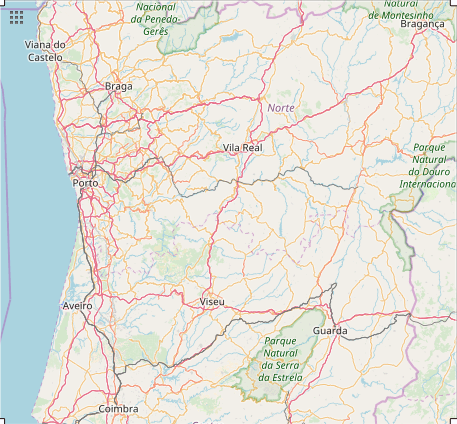 Nacional
da Peneda-
Gerês
Natural
de Montesinho
Bragança
Viana do
Castelo
Braga
Norte
Vila Real
Parque
Natural
do Douro
Internacional
Porto
Aveiro
Viseu
Guarda
Parque
Natural
da Serra
da Estrela
Coimbra